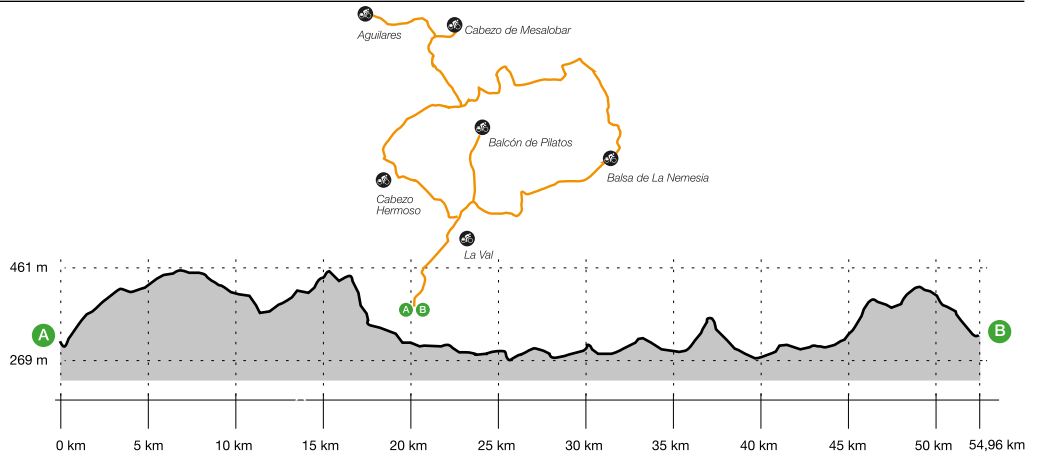 Aguilares
Cabezo de Mesalobar
Balcón de Pilatos
Balsa de La Nemesia
Cabezo
Hermoso
La Val
461 m
A B
A
B
269 m
0 km 5 km 10 km 15 km 20 km 25 km 30 km 35 km 40 km 45 km 50 km 54,96 km